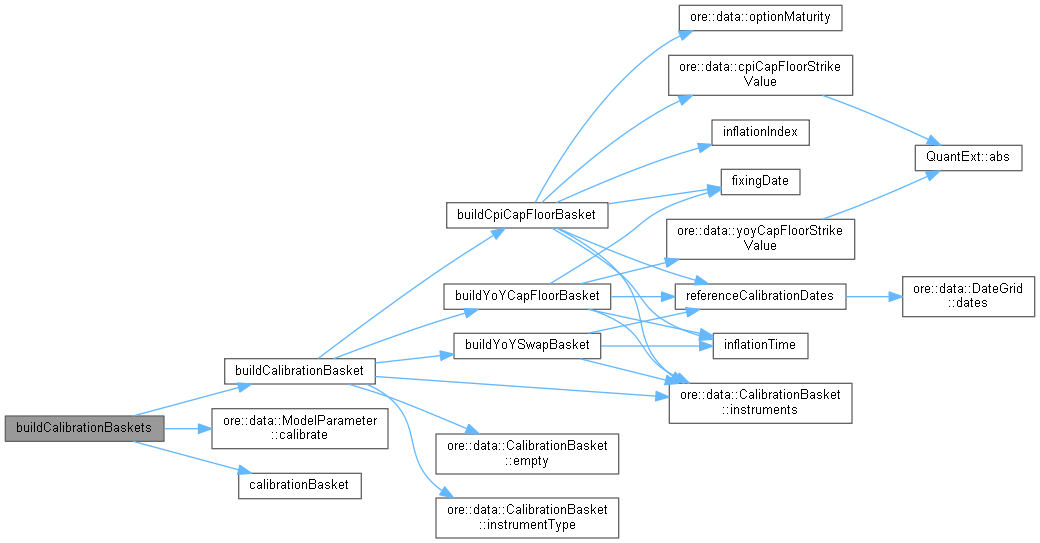 buildCalibrationBaskets
buildCalibrationBasket
ore::data::ModelParameter
::calibrate
calibrationBasket
buildCpiCapFloorBasket
buildYoYCapFloorBasket
buildYoYSwapBasket
ore::data::CalibrationBasket
::empty
ore::data::CalibrationBasket
::instrumentType
ore::data::optionMaturity
ore::data::cpiCapFloorStrike
Value
inflationIndex
fixingDate
ore::data::yoyCapFloorStrike
Value
referenceCalibrationDates
inflationTime
ore::data::CalibrationBasket
::instruments
QuantExt::abs
ore::data::DateGrid
::dates